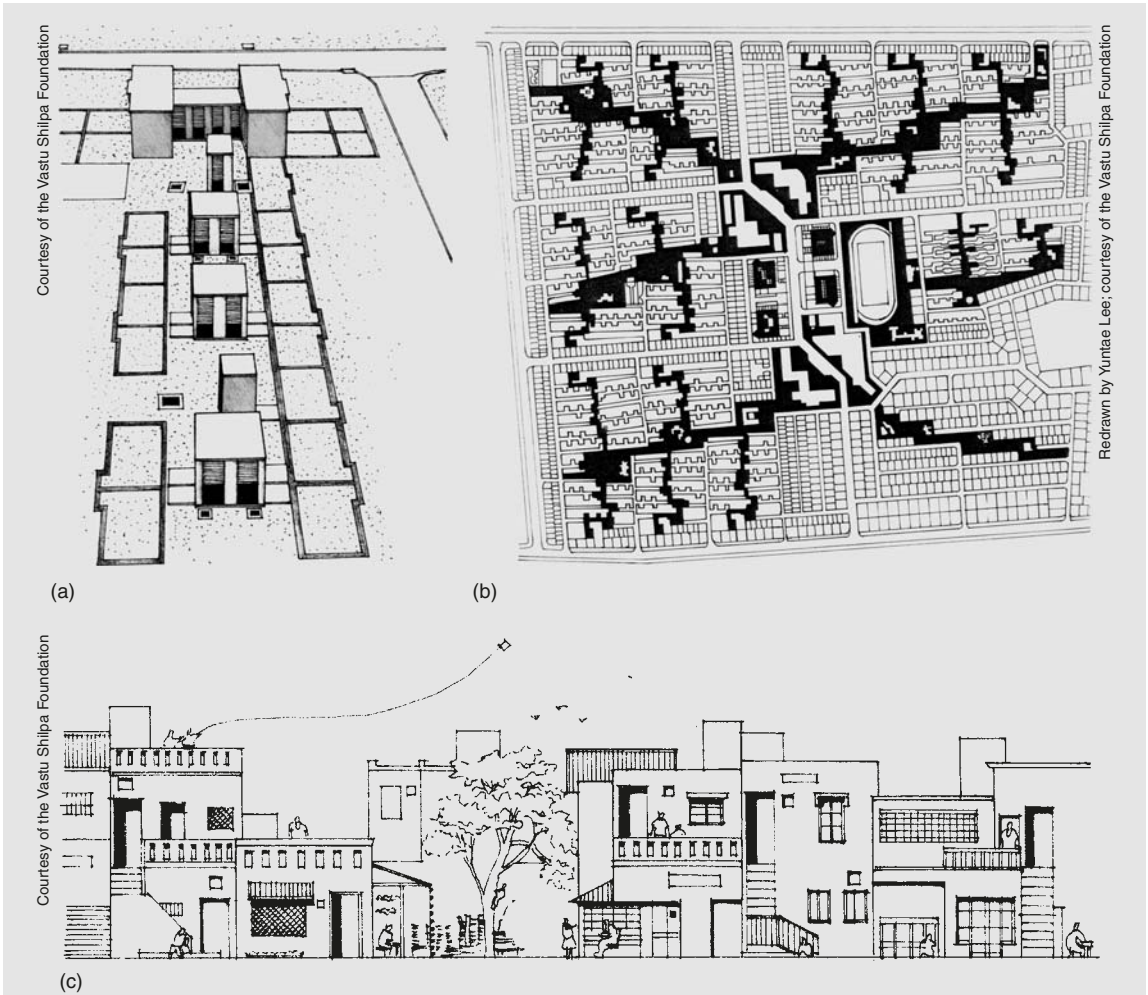 Courtesy of the Vastu Shilpa Foundation
Redrawn by Yuntae Lee; courtesy of the Vastu Shilpa Foundation
(a)
(b)
Courtesy of the Vastu Shilpa Foundation
(c)